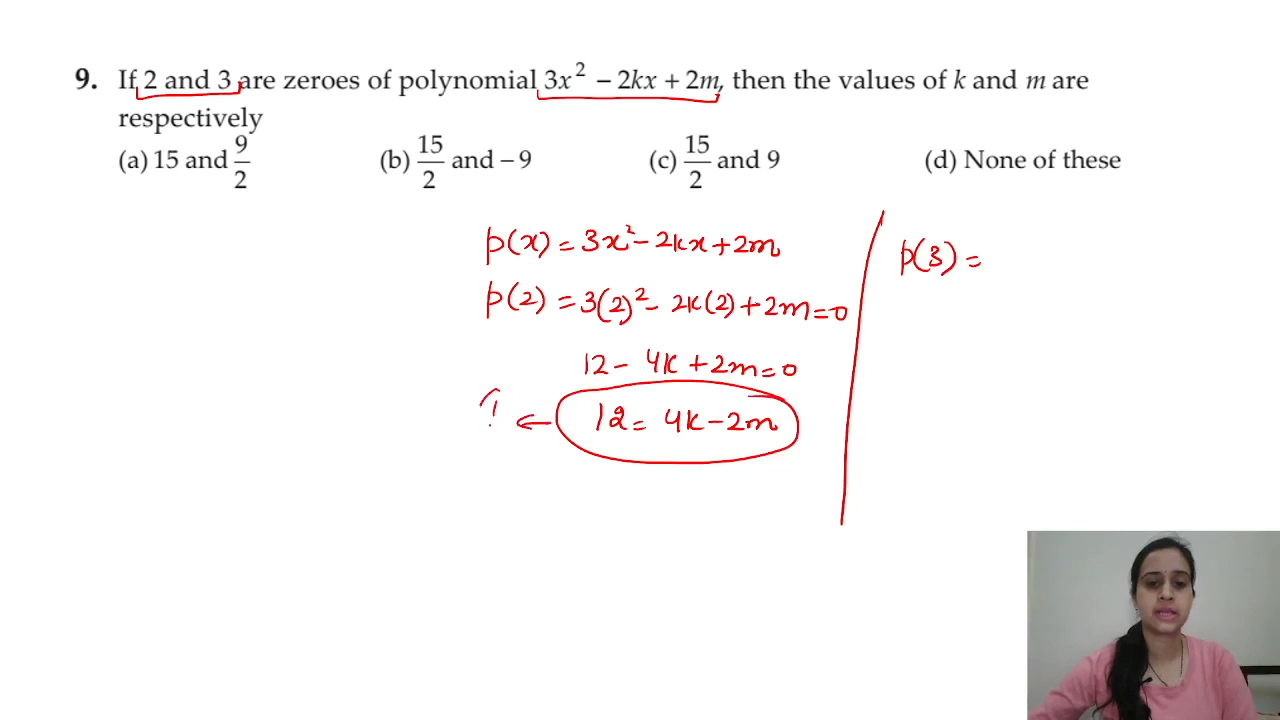 9. If 2 and 3 are zeroes of polynomial 3x² − 2kx + 2m, then the values of k and m are
respectively
(a) 15 and 9/2 (b) 15/2 and − 9 (c) 15/2 and 9 (d) None of these
p(x) = 3x² − 2kx + 2m
p(2) = 3(2)² − 2k(2) + 2m = 0
12 − 4k + 2m = 0
? ← 12 = 4k − 2m
p(3) =